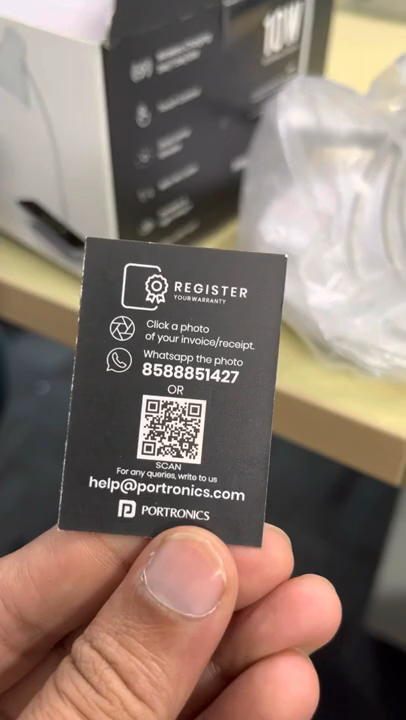 10W
REGISTER
YOUR WARRANTY
Click a photo
of your invoice/receipt.
Whatsapp the photo
8588851427
OR
SCAN
For any queries, write to us
help@portronics.com
PORTRONICS